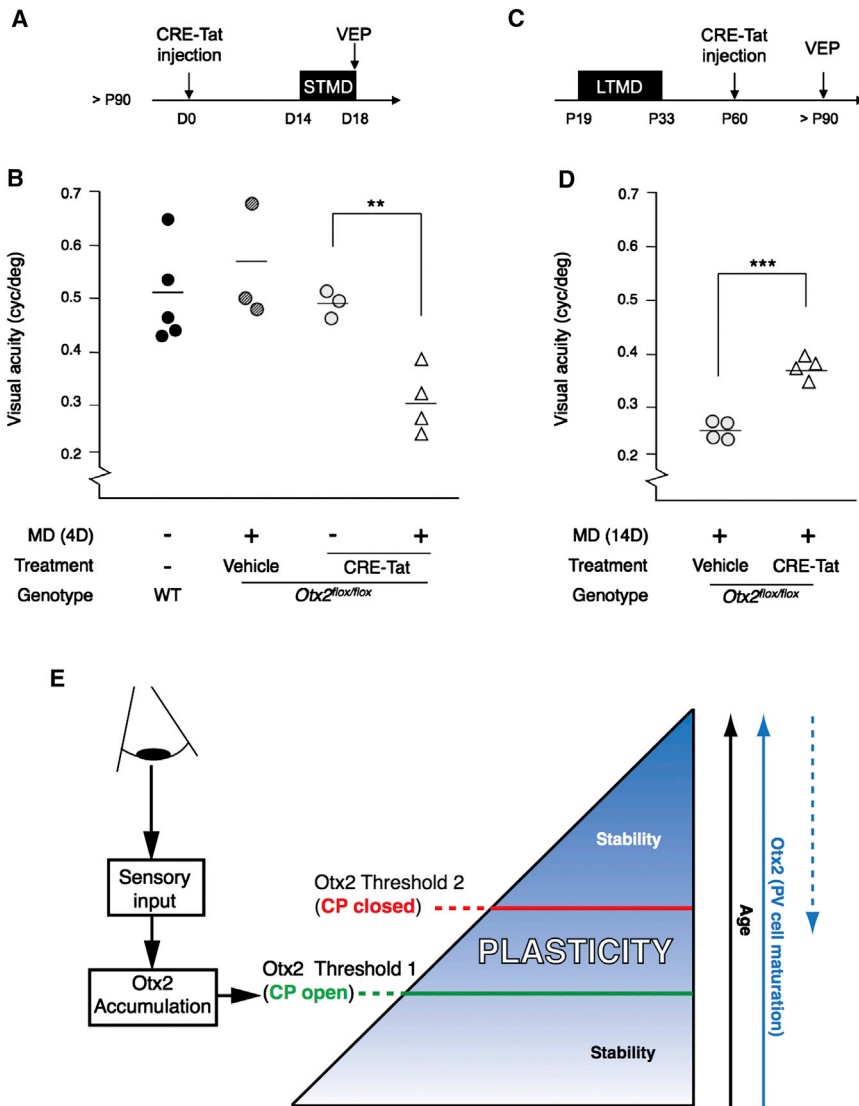 A
CRE-Tat
injection
VEP
STMD
> P90
D0
D14
D18
C
CRE-Tat
injection
VEP
LTMD
P19
P33
P60
> P90
B
Visual acuity (cyc/deg)
0.7
0.6
0.5
0.4
0.3
0.2
**
MD (4D) - + - +
Treatment - Vehicle CRE-Tat
Genotype WT Otx2flox/flox
D
Visual acuity (cyc/deg)
0.7
0.6
0.5
0.4
0.3
0.2
***
MD (14D) + +
Treatment Vehicle CRE-Tat
Genotype Otx2flox/flox
E
Sensory
input
Otx2
Accumulation
Otx2 Threshold 2
(CP closed)
Otx2 Threshold 1
(CP open)
Stability
PLASTICITY
Stability
Age
Otx2 (PV cell maturation)